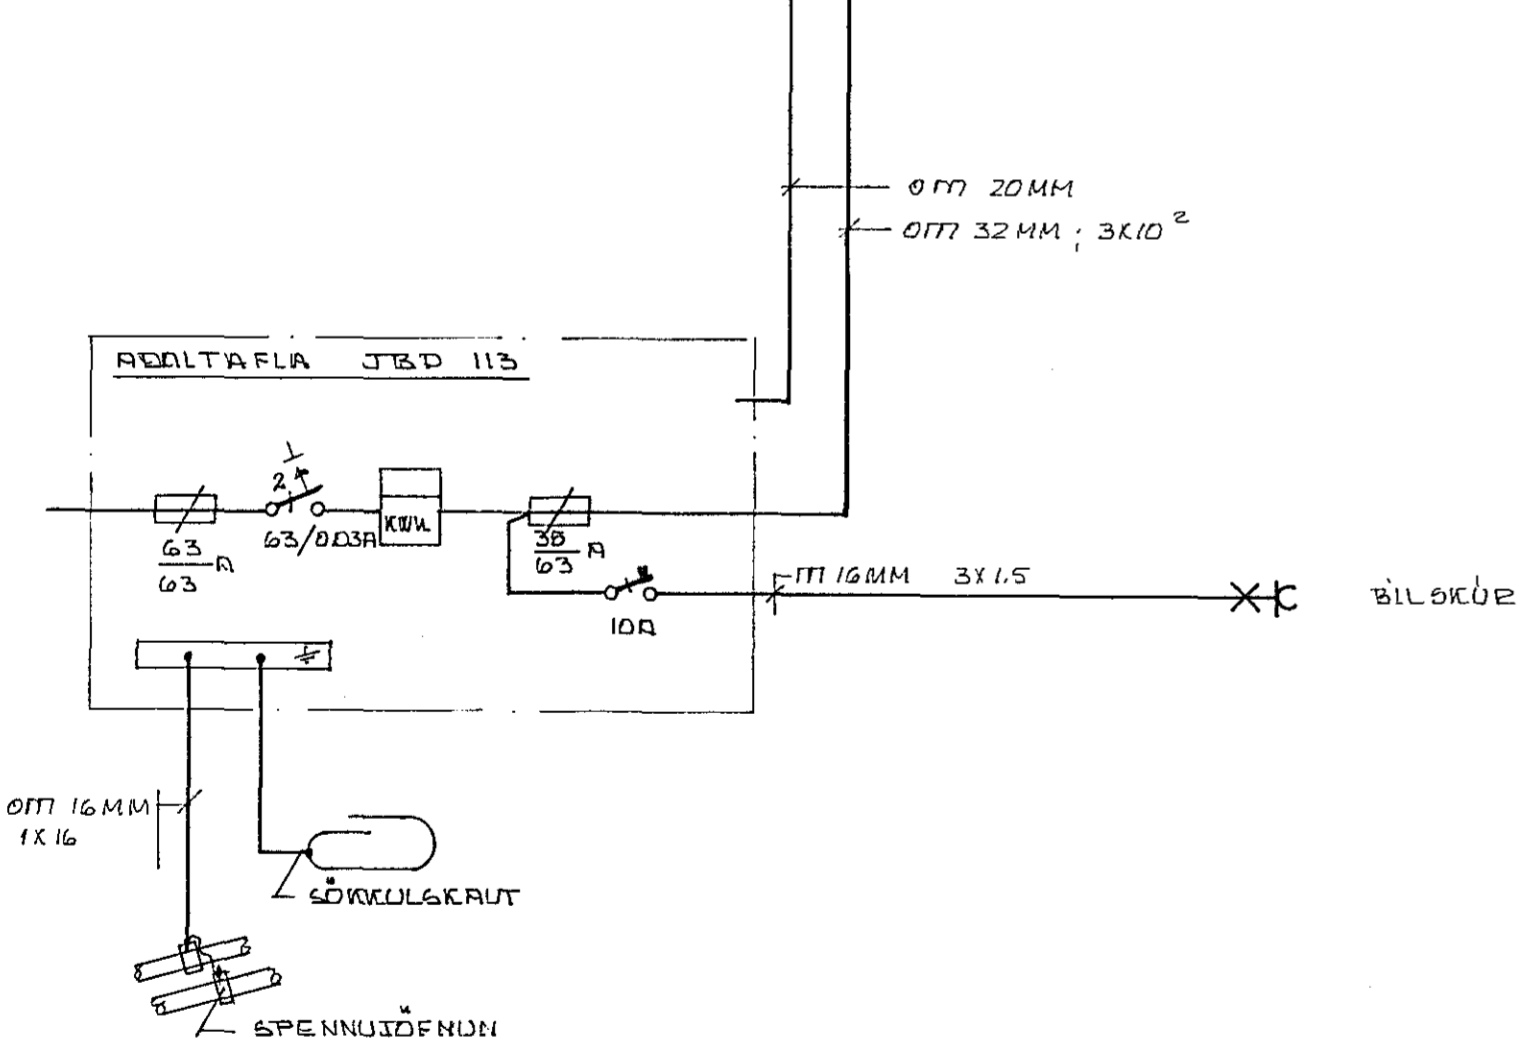 OM 20MM
OM 32MM ; 3X10²
AÐALTAFLA JBD 113
2
63/0.03A
KWH
63/63 A
35/63 A
M 16MM 3X1.5
BÍLSKÚR
10A
OM 16MM
1X16
SÖKKULSKAUT
SPENNUJÖFNUN